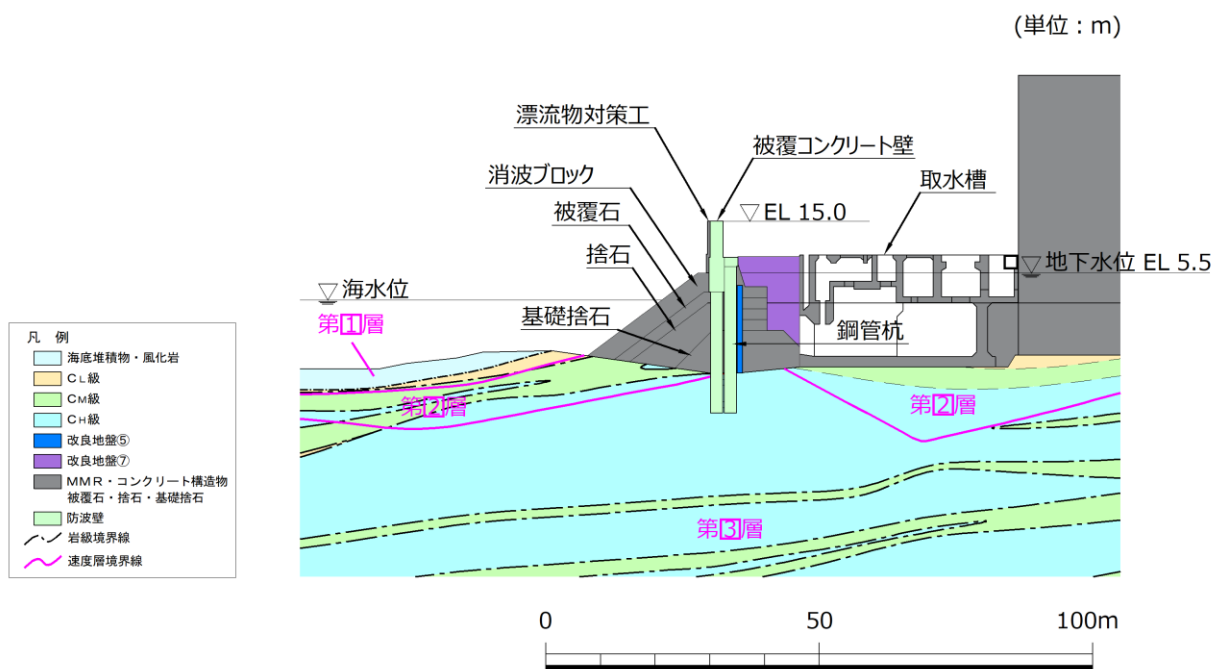 (単位：m)
漂流物対策工
被覆コンクリート壁
消波ブロック
取水槽
被覆石
▽ EL 15.0
捨石
▽ 地下水位 EL 5.5
▽ 海水位
第1層
基礎捨石
鋼管杭
凡　例
海底堆積物・風化岩
CL級
CM級
CH級
改良地盤⑤
改良地盤⑦
MMR・コンクリート構造物
被覆石・捨石・基礎捨石
防波壁
岩級境界線
速度層境界線
第2層
第2層
第3層
0
50
100m